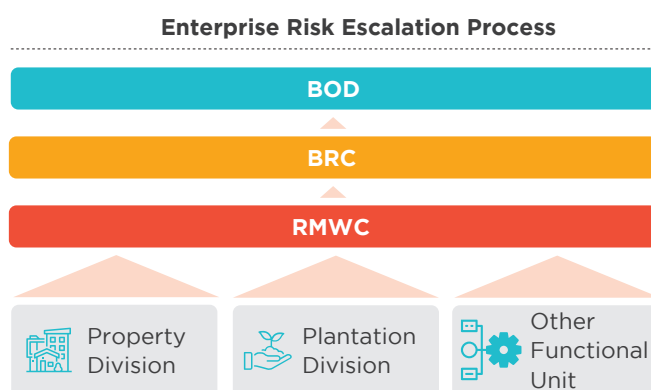 Enterprise Risk Escalation Process
BOD
BRC
RMWC
Property
Division
Plantation
Division
Other
Functional
Unit